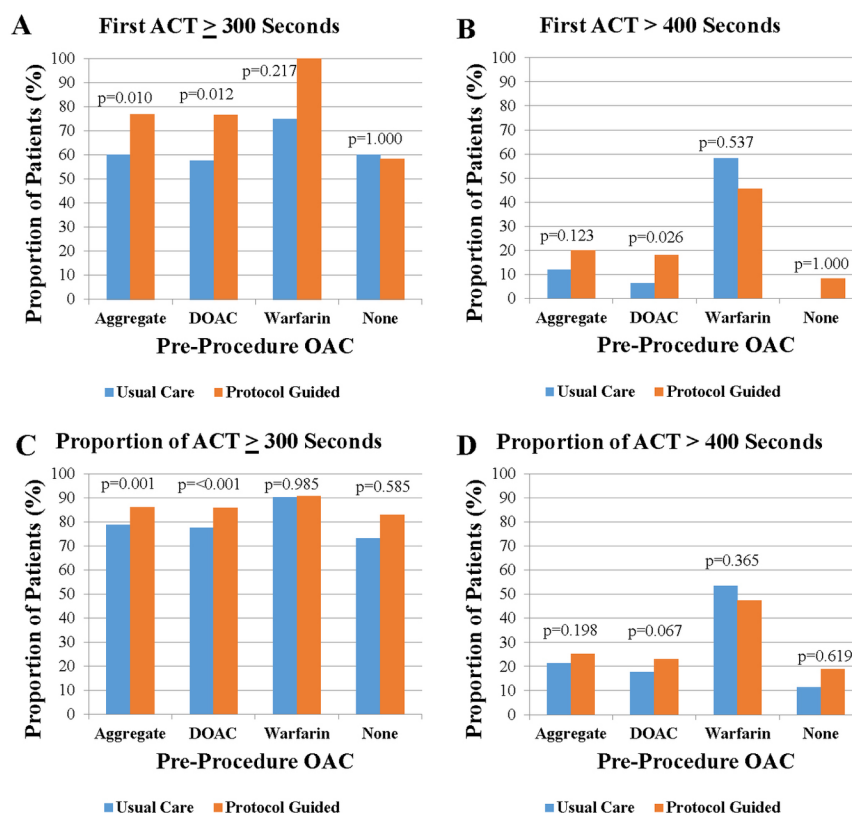 A
First ACT ≥ 300 Seconds
Proportion of Patients (%)
100
90
80
70
60
50
40
30
20
10
0
p=0.010
p=0.012
p=0.217
p=1.000
Aggregate DOAC Warfarin None
Pre-Procedure OAC
Usual Care Protocol Guided
B
First ACT > 400 Seconds
Proportion of Patients (%)
100
90
80
70
60
50
40
30
20
10
0
p=0.123
p=0.026
p=0.537
p=1.000
Aggregate DOAC Warfarin None
Pre-Procedure OAC
Usual Care Protocol Guided
C
Proportion of ACT ≥ 300 Seconds
Proportion of Patients (%)
100
90
80
70
60
50
40
30
20
10
0
p=0.001 p=<0.001 p=0.985 p=0.585
Aggregate DOAC Warfarin None
Pre-Procedure OAC
Usual Care Protocol Guided
D
Proportion of ACT > 400 Seconds
Proportion of Patients (%)
100
90
80
70
60
50
40
30
20
10
0
p=0.198
p=0.067
p=0.365
p=0.619
Aggregate DOAC Warfarin None
Pre-Procedure OAC
Usual Care Protocol Guided